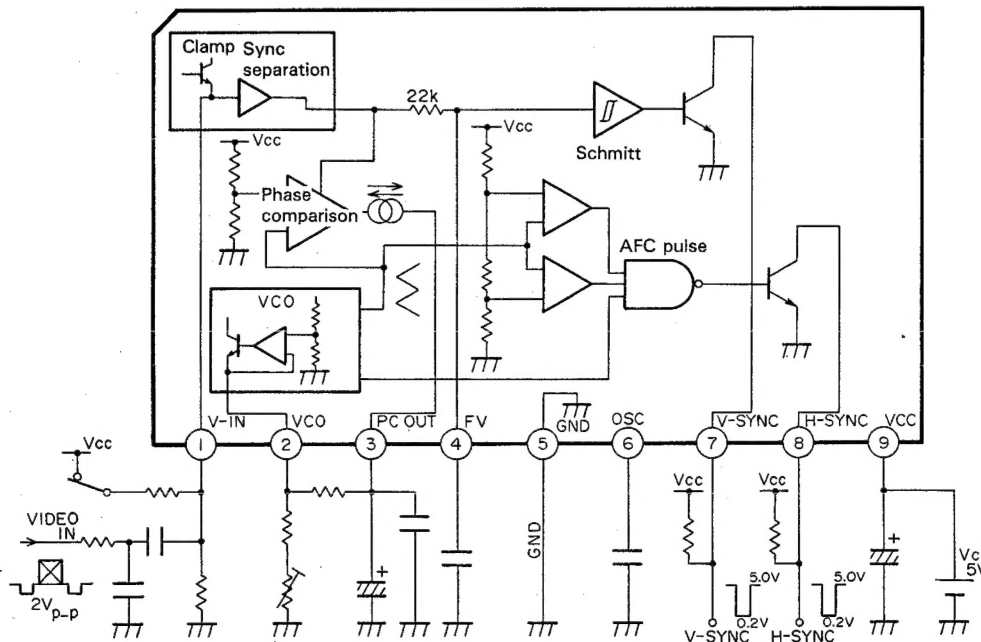 Clamp
Sync
separation
22k
Vcc
Vcc
Schmitt
Phase
comparison
AFC pulse
VCO
V-IN
VCO
PC OUT
FV
GND
OSC
V-SYNC
H-SYNC
VCC
1
2
3
4
5
6
7
8
9
Vcc
Vcc
Vcc
VIDEO
IN
GND
+
+
2Vp-p
5.0V
0.2V
5.0V
0.2V
5V
V-SYNC
H-SYNC